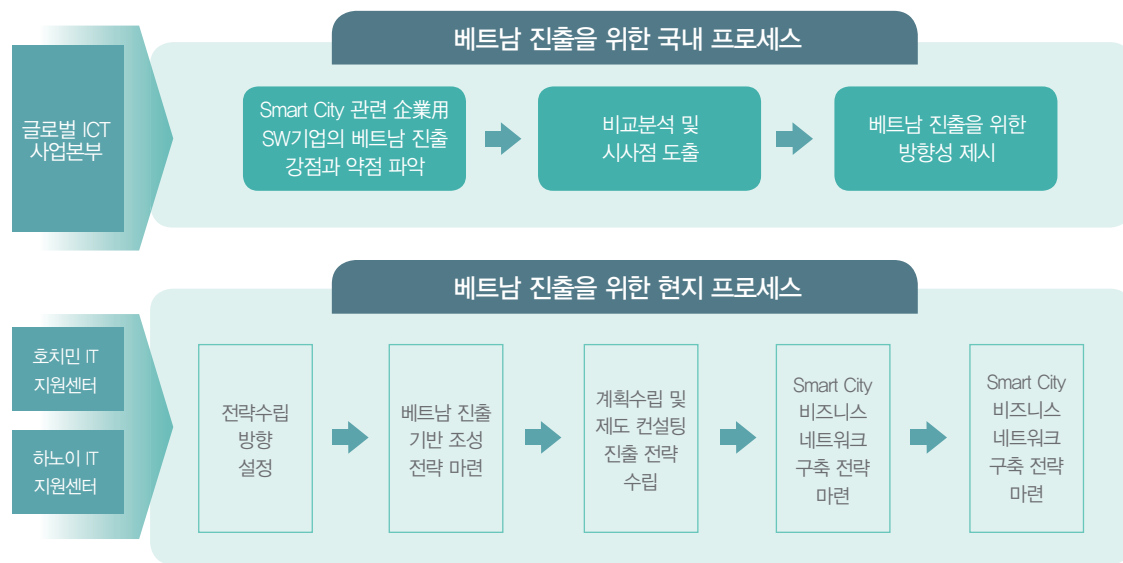 베트남 진출을 위한 국내 프로세스
글로벌 ICT
사업본부
Smart City 관련 企業用
SW기업의 베트남 진출
강점과 약점 파악
비교분석 및
시사점 도출
베트남 진출을 위한
방향성 제시
베트남 진출을 위한 현지 프로세스
호치민 IT
지원센터
하노이 IT
지원센터
전략수립
방향
설정
베트남 진출
기반 조성
전략 마련
계획수립 및
제도 컨설팅
진출 전략
수립
Smart City
비즈니스
네트워크
구축 전략
마련
Smart City
비즈니스
네트워크
구축 전략
마련